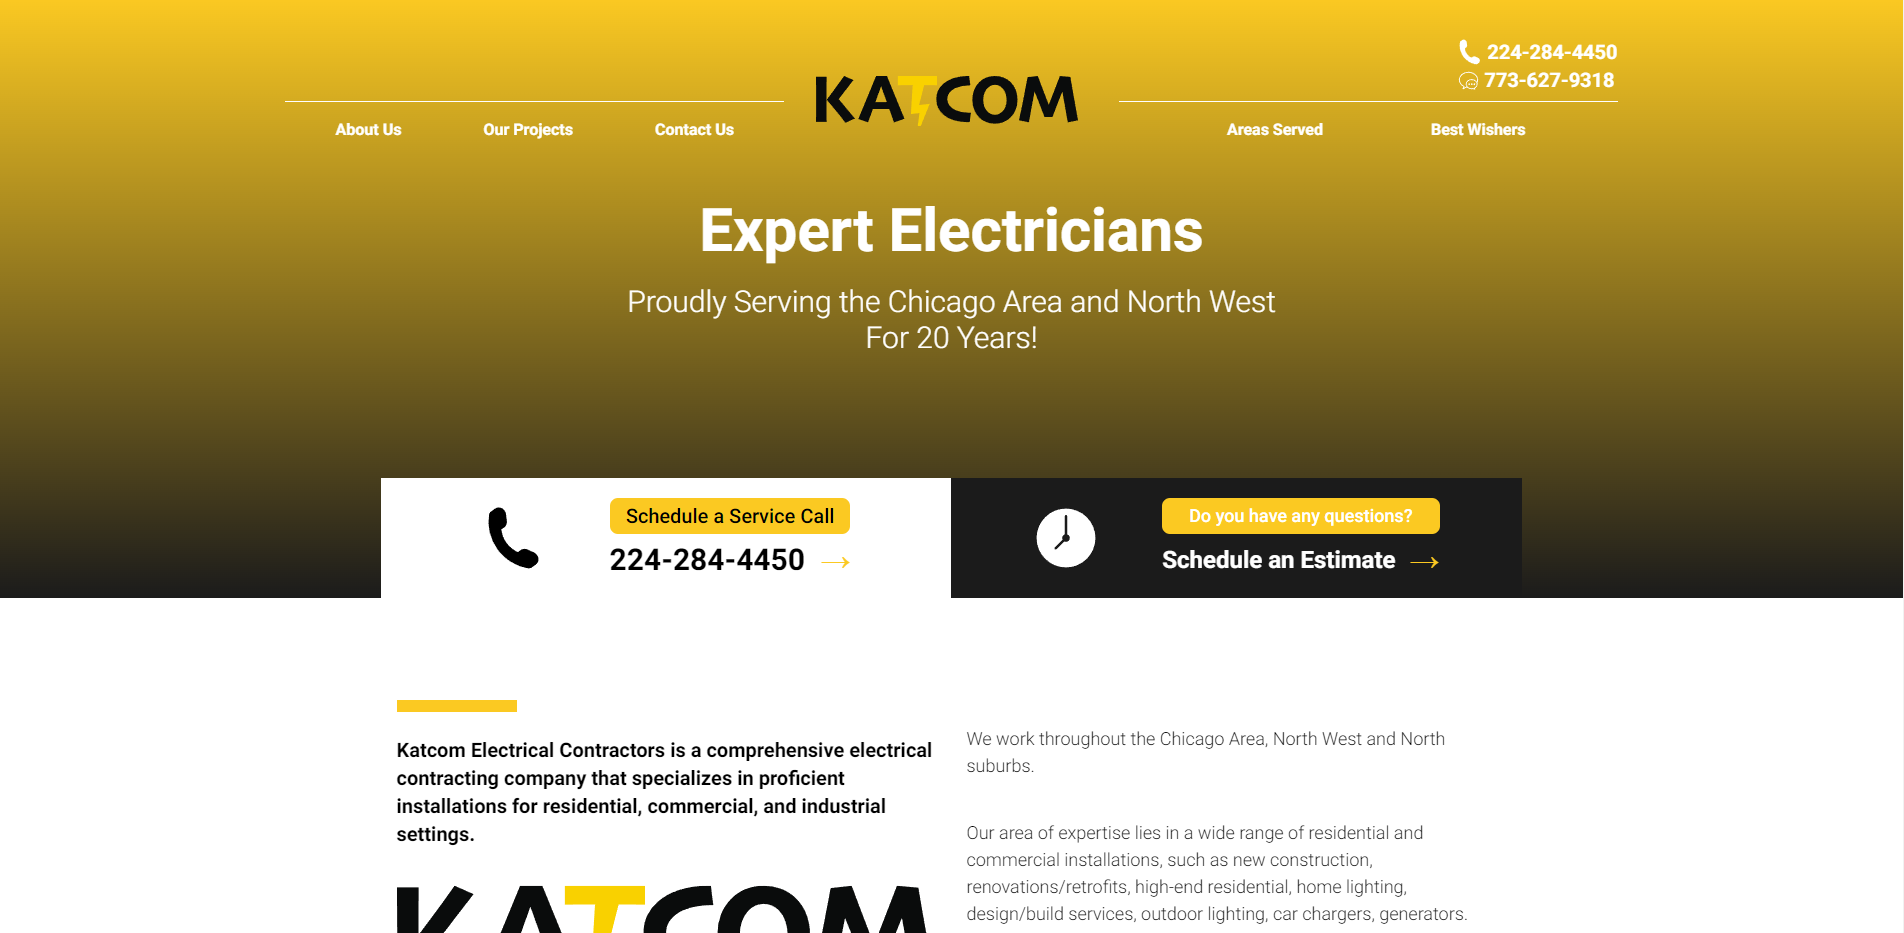 224-284-4450
773-627-9318
KATCOM
About Us
Our Projects
Contact Us
Areas Served
Best Wishers
Expert Electricians
Proudly Serving the Chicago Area and North West
For 20 Years!
Schedule a Service Call
224-284-4450
Do you have any questions?
Schedule an Estimate
Katcom Electrical Contractors is a comprehensive electrical
contracting company that specializes in proficient
installations for residential, commercial, and industrial
settings.
KATCOM
We work throughout the Chicago Area, North West and North
suburbs.
Our area of expertise lies in a wide range of residential and
commercial installations, such as new construction,
renovations/retrofits, high-end residential, home lighting,
design/build services, outdoor lighting, car chargers, generators.